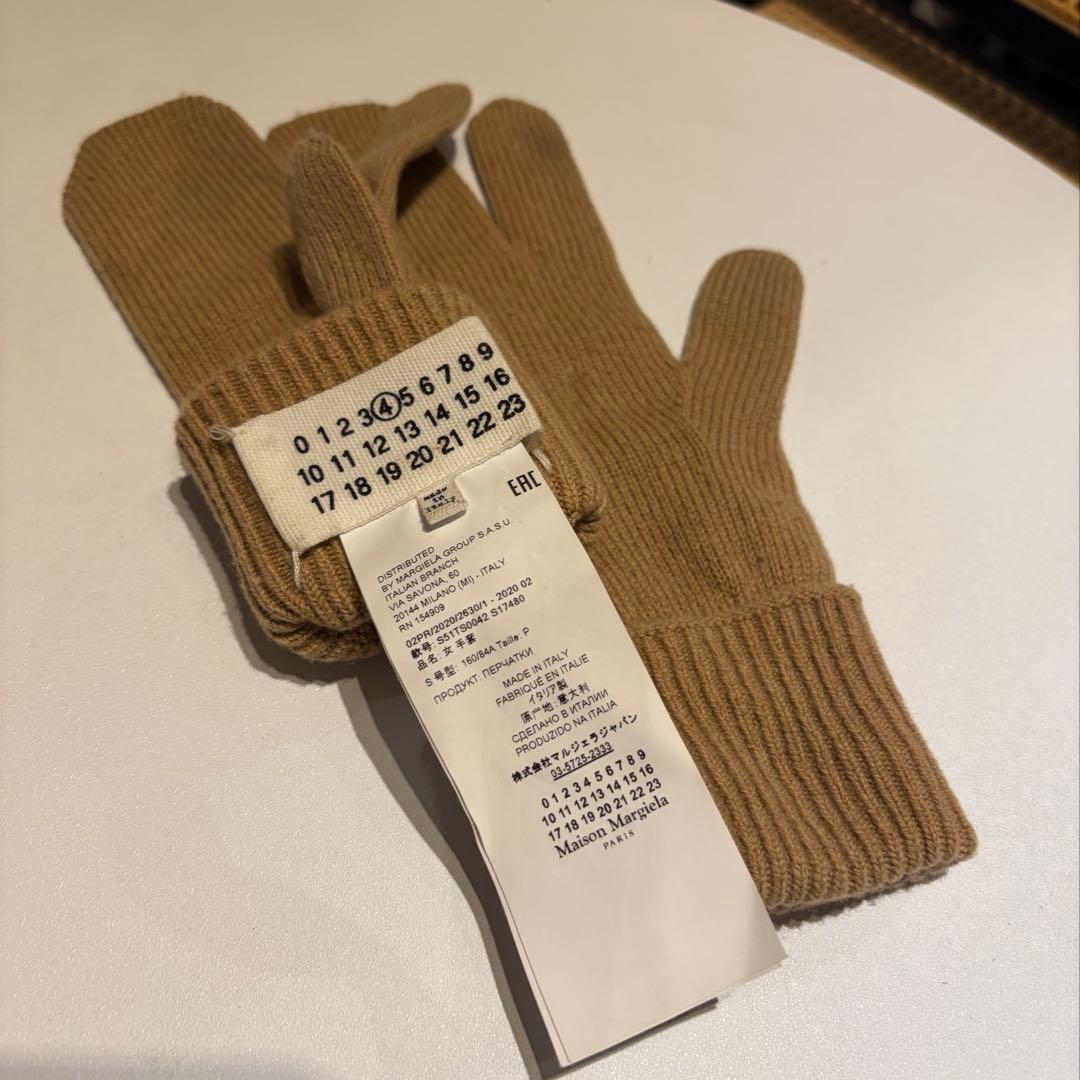 0 1 2 3 4 5 6 7 8 9
10 11 12 13 14 15 16
17 18 19 20 21 22 23
made
in
Italy
EAC
DISTRIBUTED
BY MARGIELA GROUP S.A.S.U.
ITALIAN BRANCH
VIA SAVONA, 60
20144 MILANO (MI) - ITALY
RN 154909
02PR/2020/2630/1 - 2020 02
款号: S51TS0042 S17480
品名: 女 手套
S 号型: 160/84A Taille: P
ПРОДУКТ: ПЕРЧАТКИ
MADE IN ITALY
FABRIQUÉ EN ITALIE
イタリア製
原产地: 意大利
СДЕЛАНО В ИТАЛИИ
PRODUZIDO NA ITALIA
株式会社マルジェラジャパン
03-5725-2333
0 1 2 3 4 5 6 7 8 9
10 11 12 13 14 15 16
17 18 19 20 21 22 23
Maison Margiela
PARIS